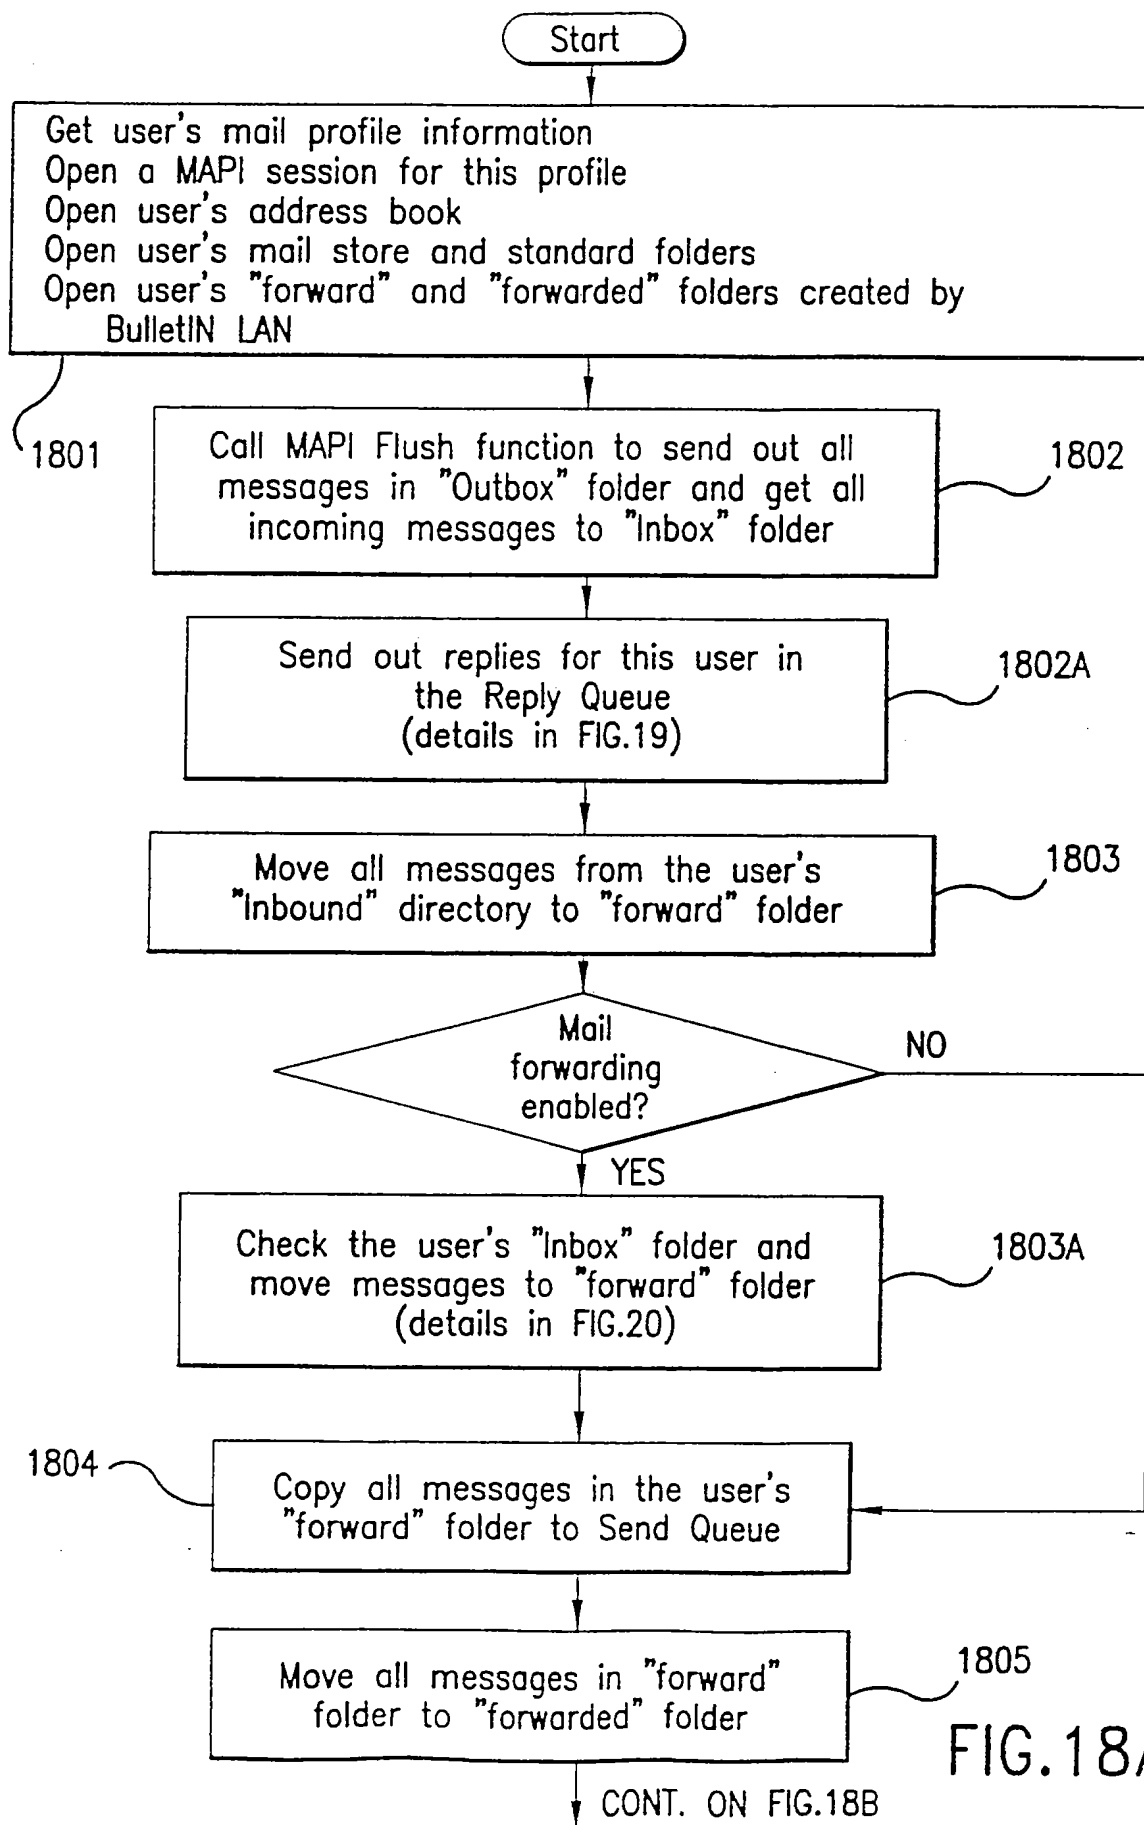 Start
Get user's mail profile information
Open a MAPI session for this profile
Open user's address book
Open user's mail store and standard folders
Open user's "forward" and "forwarded" folders created by
BulletIN LAN
1801
Call MAPI Flush function to send out all
messages in "Outbox" folder and get all
incoming messages to "Inbox" folder
1802
Send out replies for this user in
the Reply Queue
(details in FIG.19)
1802A
Move all messages from the user's
"Inbound" directory to "forward" folder
1803
Mail
forwarding
enabled?
NO
YES
Check the user's "Inbox" folder and
move messages to "forward" folder
(details in FIG.20)
1803A
1804
Copy all messages in the user's
"forward" folder to Send Queue
Move all messages in "forward"
folder to "forwarded" folder
1805
FIG.18A
CONT. ON FIG.18B